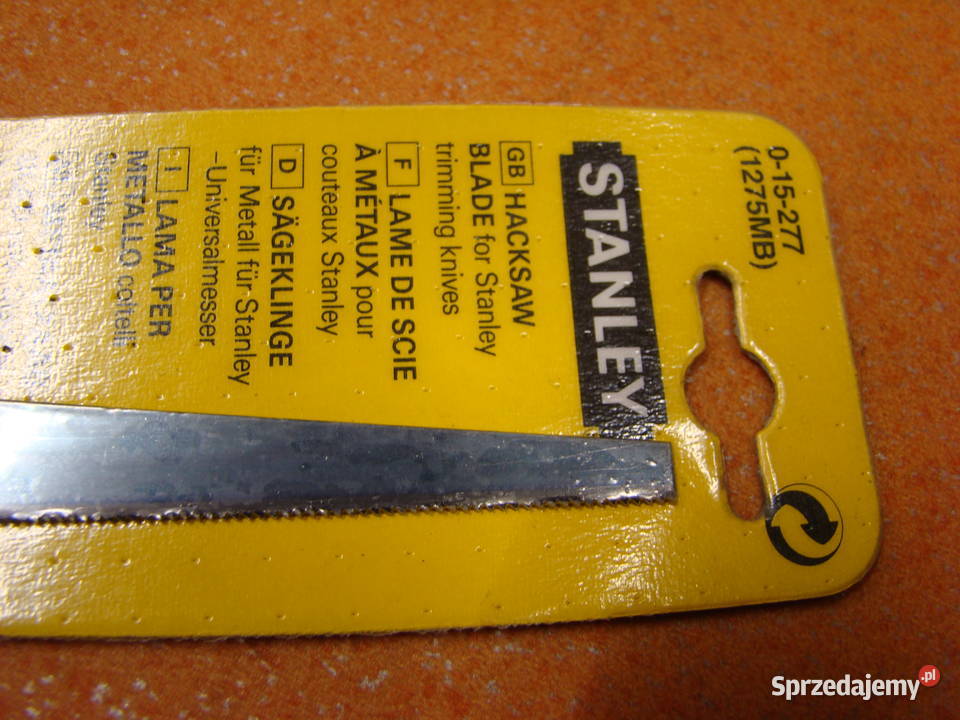 0-15-277
(1275MB)
STANLEY
GB HACKSAW
BLADE for Stanley
trimming knives
F LAME DE SCIE
À MÉTAUX pour
couteaux Stanley
D SÄGEKLINGE
für Metall für Stanley
–Universalmesser
I LAMA PER
METALLO coltelli
Stanley
Sprzedajemy.pl